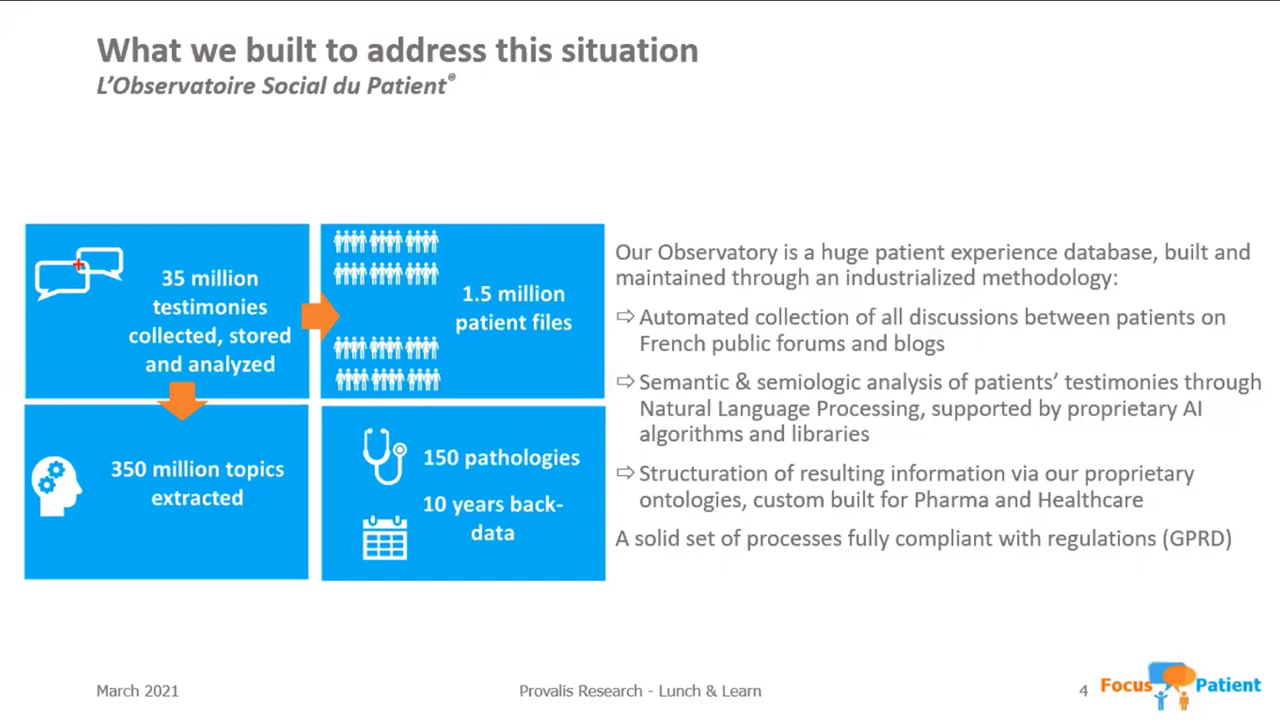 What we built to address this situation
L'Observatoire Social du Patient®
35 million
testimonies
collected, stored
and analyzed
1.5 million
patient files
350 million topics
extracted
150 pathologies
10 years back-
data
Our Observatory is a huge patient experience database, built and
maintained through an industrialized methodology:
⇨ Automated collection of all discussions between patients on
French public forums and blogs
⇨ Semantic & semiologic analysis of patients' testimonies through
Natural Language Processing, supported by proprietary AI
algorithms and libraries
⇨ Structuration of resulting information via our proprietary
ontologies, custom built for Pharma and Healthcare
A solid set of processes fully compliant with regulations (GPRD)
March 2021
Provalis Research - Lunch & Learn
4
Focus Patient